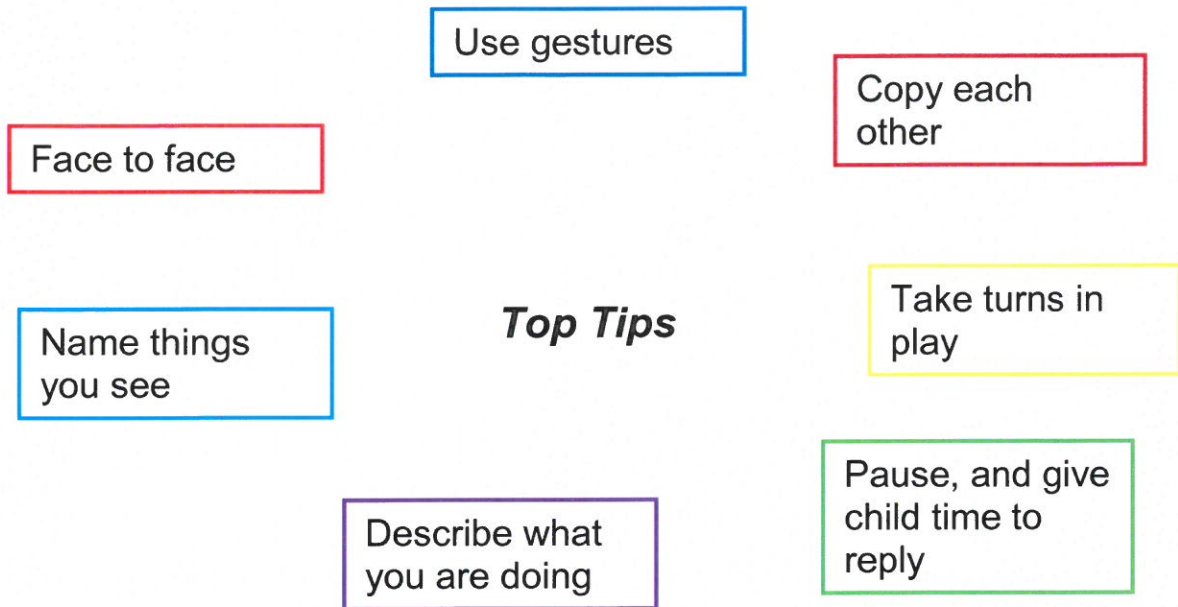 Use gestures
Copy each
other
Face to face
Take turns in
play
Top Tips
Name things
you see
Pause, and give
child time to
reply
Describe what
you are doing